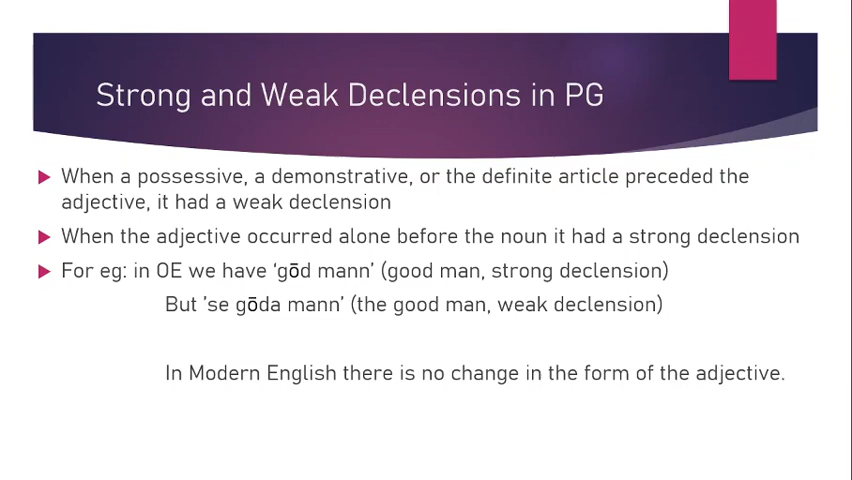 Strong and Weak Declensions in PG
When a possessive, a demonstrative, or the definite article preceded the
adjective, it had a weak declension
When the adjective occurred alone before the noun it had a strong declension
For eg: in OE we have ‘gōd mann’ (good man, strong declension)
But ’se gōda mann’ (the good man, weak declension)
In Modern English there is no change in the form of the adjective.